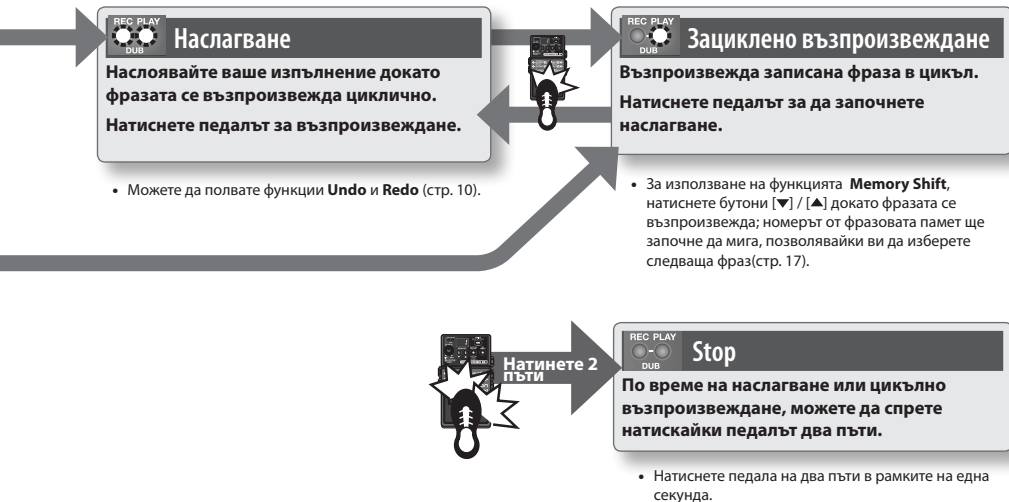 REC PLAY
DUB
Наслагване
Наслоявайте ваше изпълнение докато
фразата се възпроизвежда циклично.
Натиснете педалът за възпроизвеждане.
• Можете да полвате функции Undo и Redo (стр. 10).
REC PLAY
DUB
Зациклено възпроизвеждане
Възпроизвежда записана фраза в цикъл.
Натиснете педалът за да започнете
наслагване.
• За използване на функцията Memory Shift,
натиснете бутони [▼] / [▲] докато фразата се
възпроизвежда; номерът от фразовата памет ще
започне да мига, позволявайки ви да изберете
следваща фраз(стр. 17).
Натинете 2
пъти
REC PLAY
DUB
Stop
По време на наслагване или цикълно
възпроизвеждане, можете да спрете
натискайки педалът два пъти.
• Натиснете педала на два пъти в рамките на една
секунда.